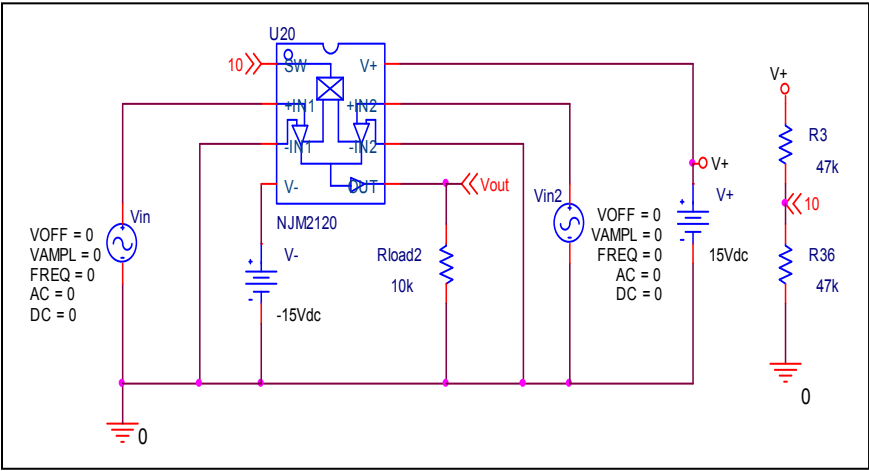 U20
10
SW
V+
+IN1
+IN2
-IN1
-IN2
V-
OUT
NJM2120
Vout
Vin
VOFF = 0
VAMPL = 0
FREQ = 0
AC = 0
DC = 0
V-
-15Vdc
Rload2
10k
Vin2
VOFF = 0
VAMPL = 0
FREQ = 0
AC = 0
DC = 0
V+
V+
15Vdc
V+
R3
47k
10
R36
47k
0
0